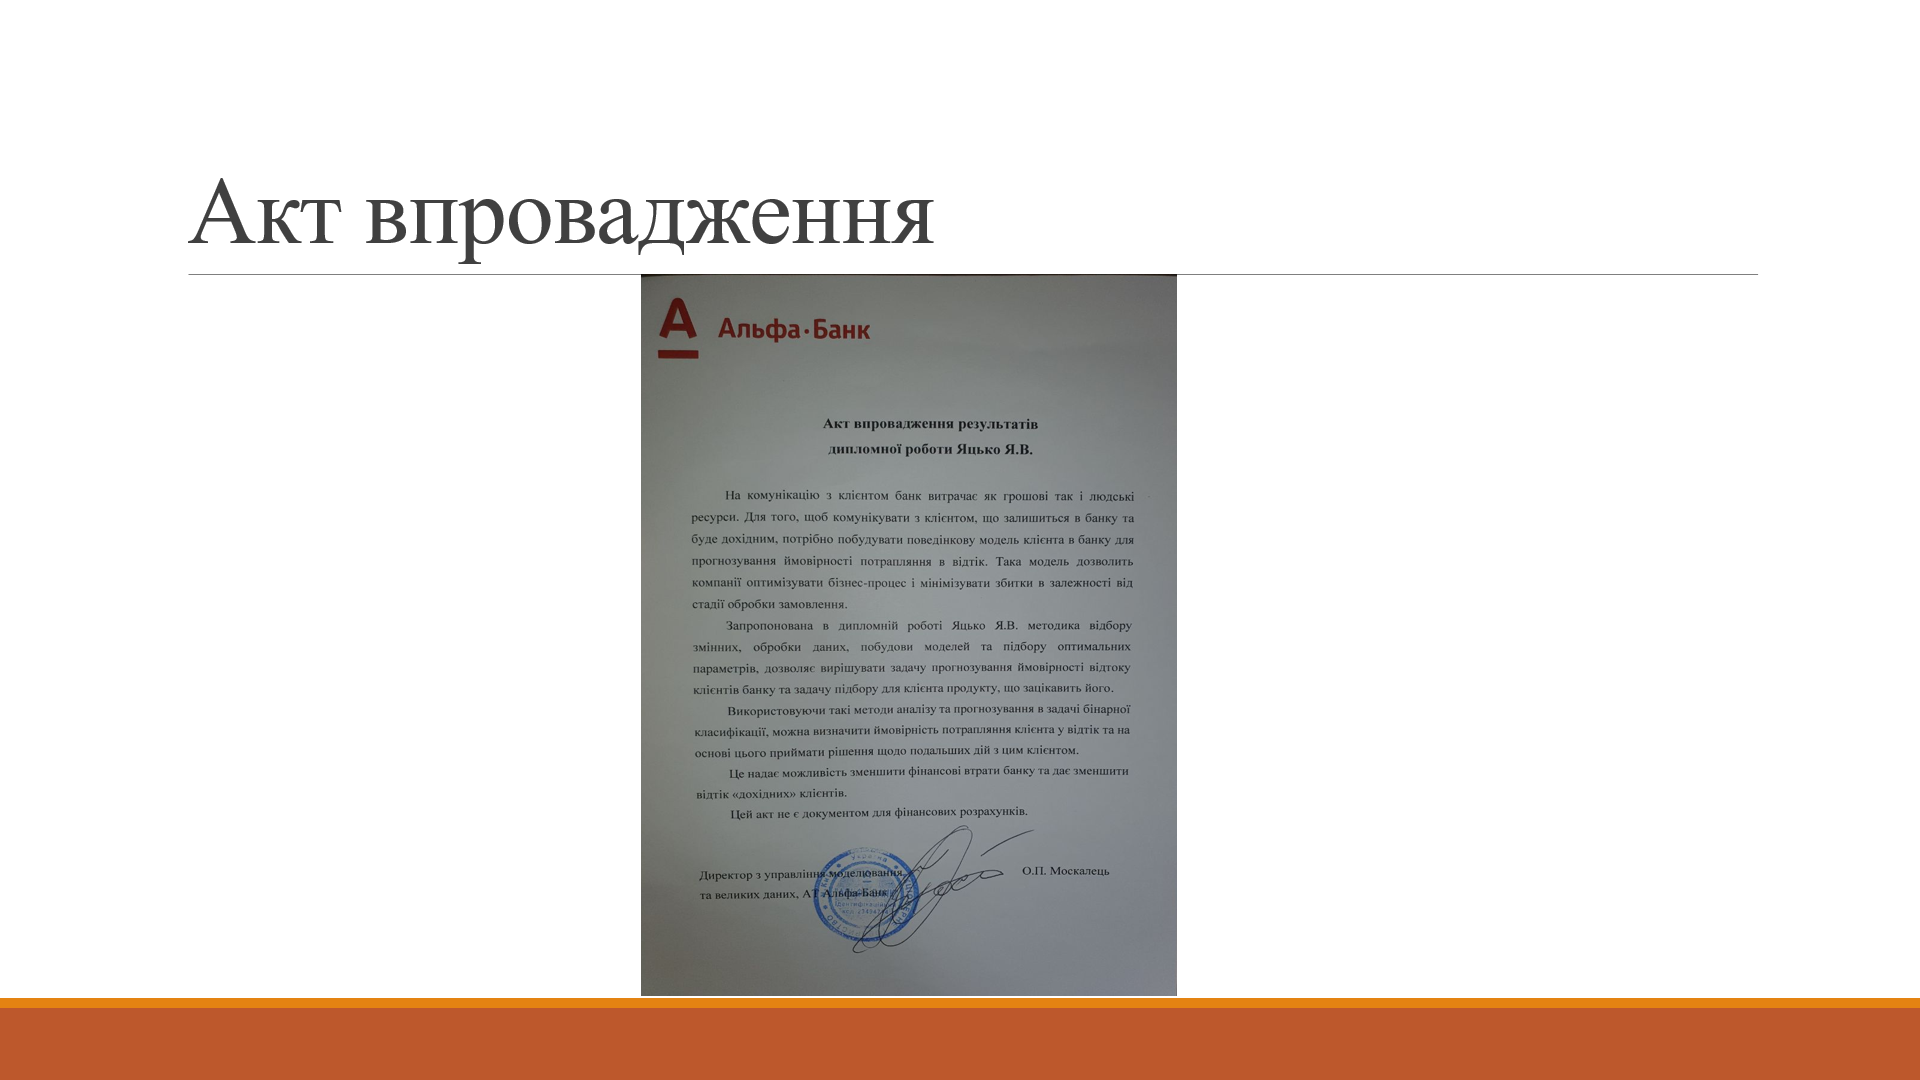 Акт впровадження
Альфа·Банк
Акт впровадження результатів
дипломної роботи Яцько Я.В.
На комунікацію з клієнтом банк витрачає як грошові так і людські
ресурси. Для того, щоб комунікувати з клієнтом, що залишиться в банку та
буде дохідним, потрібно побудувати поведінкову модель клієнта в банку для
прогнозування ймовірності потрапляння в відтік. Така модель дозволить
компанії оптимізувати бізнес-процес і мінімізувати збитки в залежності від
стадії обробки замовлення.
Запропонована в дипломній роботі Яцько Я.В. методика відбору
змінних, обробки даних, побудови моделей та підбору оптимальних
параметрів, дозволяє вирішувати задачу прогнозування ймовірності відтоку
клієнтів банку та задачу підбору для клієнта продукту, що зацікавить його.
Використовуючи такі методи аналізу та прогнозування в задачі бінарної
класифікації, можна визначити ймовірність потрапляння клієнта у відтік та на
основі цього приймати рішення щодо подальших дій з цим клієнтом.
Це надає можливість зменшити фінансові втрати банку та дає зменшити
відтік «дохідних» клієнтів.
Цей акт не є документом для фінансових розрахунків.
Директор з управління моделювання
та великих даних, АТ Альфа-Банк
О.П. Москалець
Україна